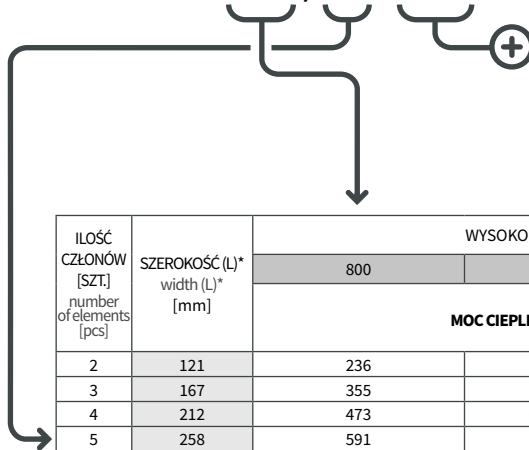 ILOŚĆ
CZŁONÓW
[SZT.]
number
of elements
[pcs]
SZEROKOŚĆ (L)*
width (L)*
[mm]
WYSOKO
800
MOC CIEPL
2 121 236
3 167 355
4 212 473
5 258 591